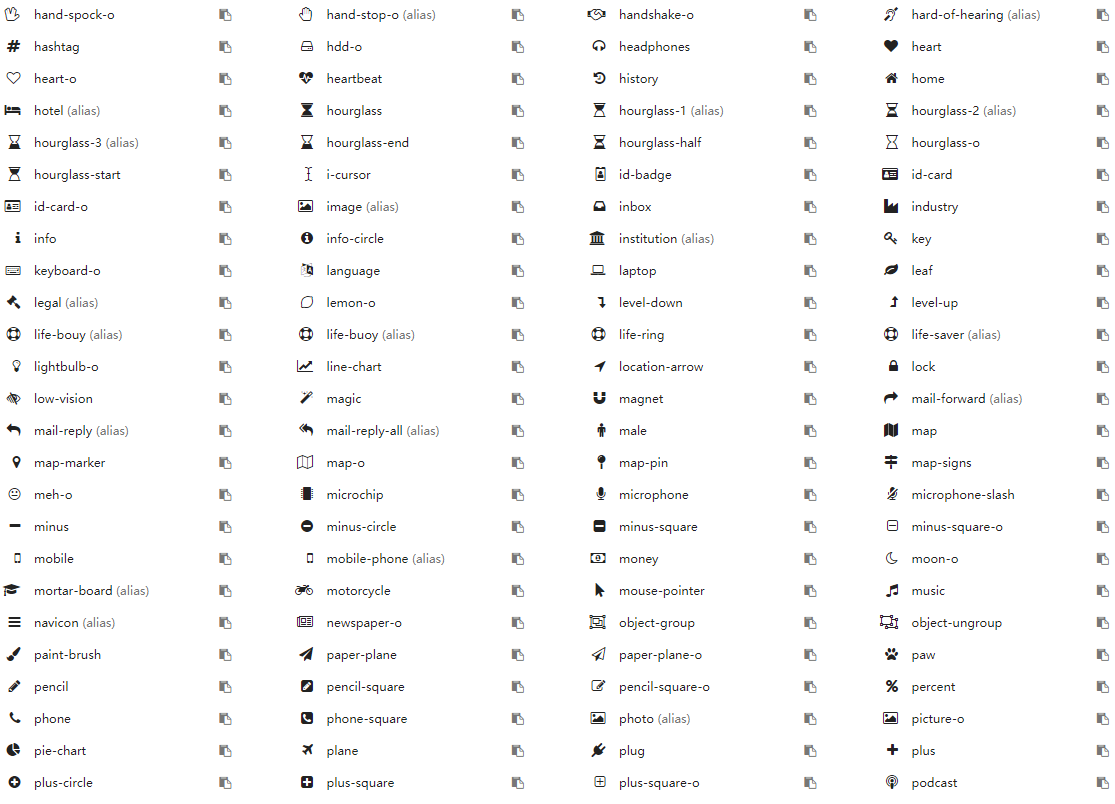 hand-spock-o hand-stop-o (alias) handshake-o hard-of-hearing (alias)
hashtag hdd-o headphones heart
heart-o heartbeat history home
hotel (alias) hourglass hourglass-1 (alias) hourglass-2 (alias)
hourglass-3 (alias) hourglass-end hourglass-half hourglass-o
hourglass-start i-cursor id-badge id-card
id-card-o image (alias) inbox industry
info info-circle institution (alias) key
keyboard-o language laptop leaf
legal (alias) lemon-o level-down level-up
life-bouy (alias) life-buoy (alias) life-ring life-saver (alias)
lightbulb-o line-chart location-arrow lock
low-vision magic magnet mail-forward (alias)
mail-reply (alias) mail-reply-all (alias) male map
map-marker map-o map-pin map-signs
meh-o microchip microphone microphone-slash
minus minus-circle minus-square minus-square-o
mobile mobile-phone (alias) money moon-o
mortar-board (alias) motorcycle mouse-pointer music
navicon (alias) newspaper-o object-group object-ungroup
paint-brush paper-plane paper-plane-o paw
pencil pencil-square pencil-square-o percent
phone phone-square photo (alias) picture-o
pie-chart plane plug plus
plus-circle plus-square plus-square-o podcast